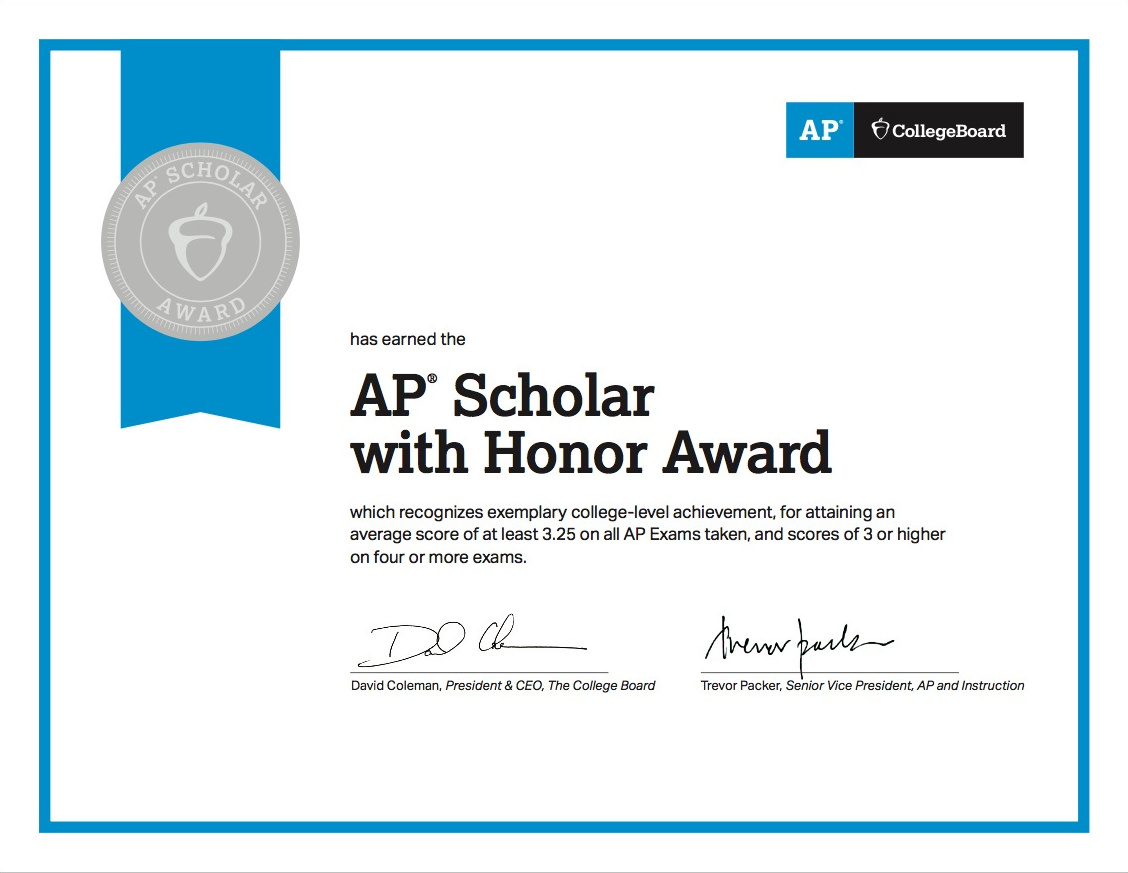 AP® CollegeBoard
AP® SCHOLAR
AWARD
has earned the
AP® Scholar
with Honor Award
which recognizes exemplary college-level achievement, for attaining an
average score of at least 3.25 on all AP Exams taken, and scores of 3 or higher
on four or more exams.
David Coleman, President & CEO, The College Board
Trevor Packer, Senior Vice President, AP and Instruction